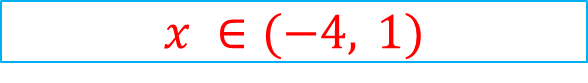 x ∈ (−4, 1)